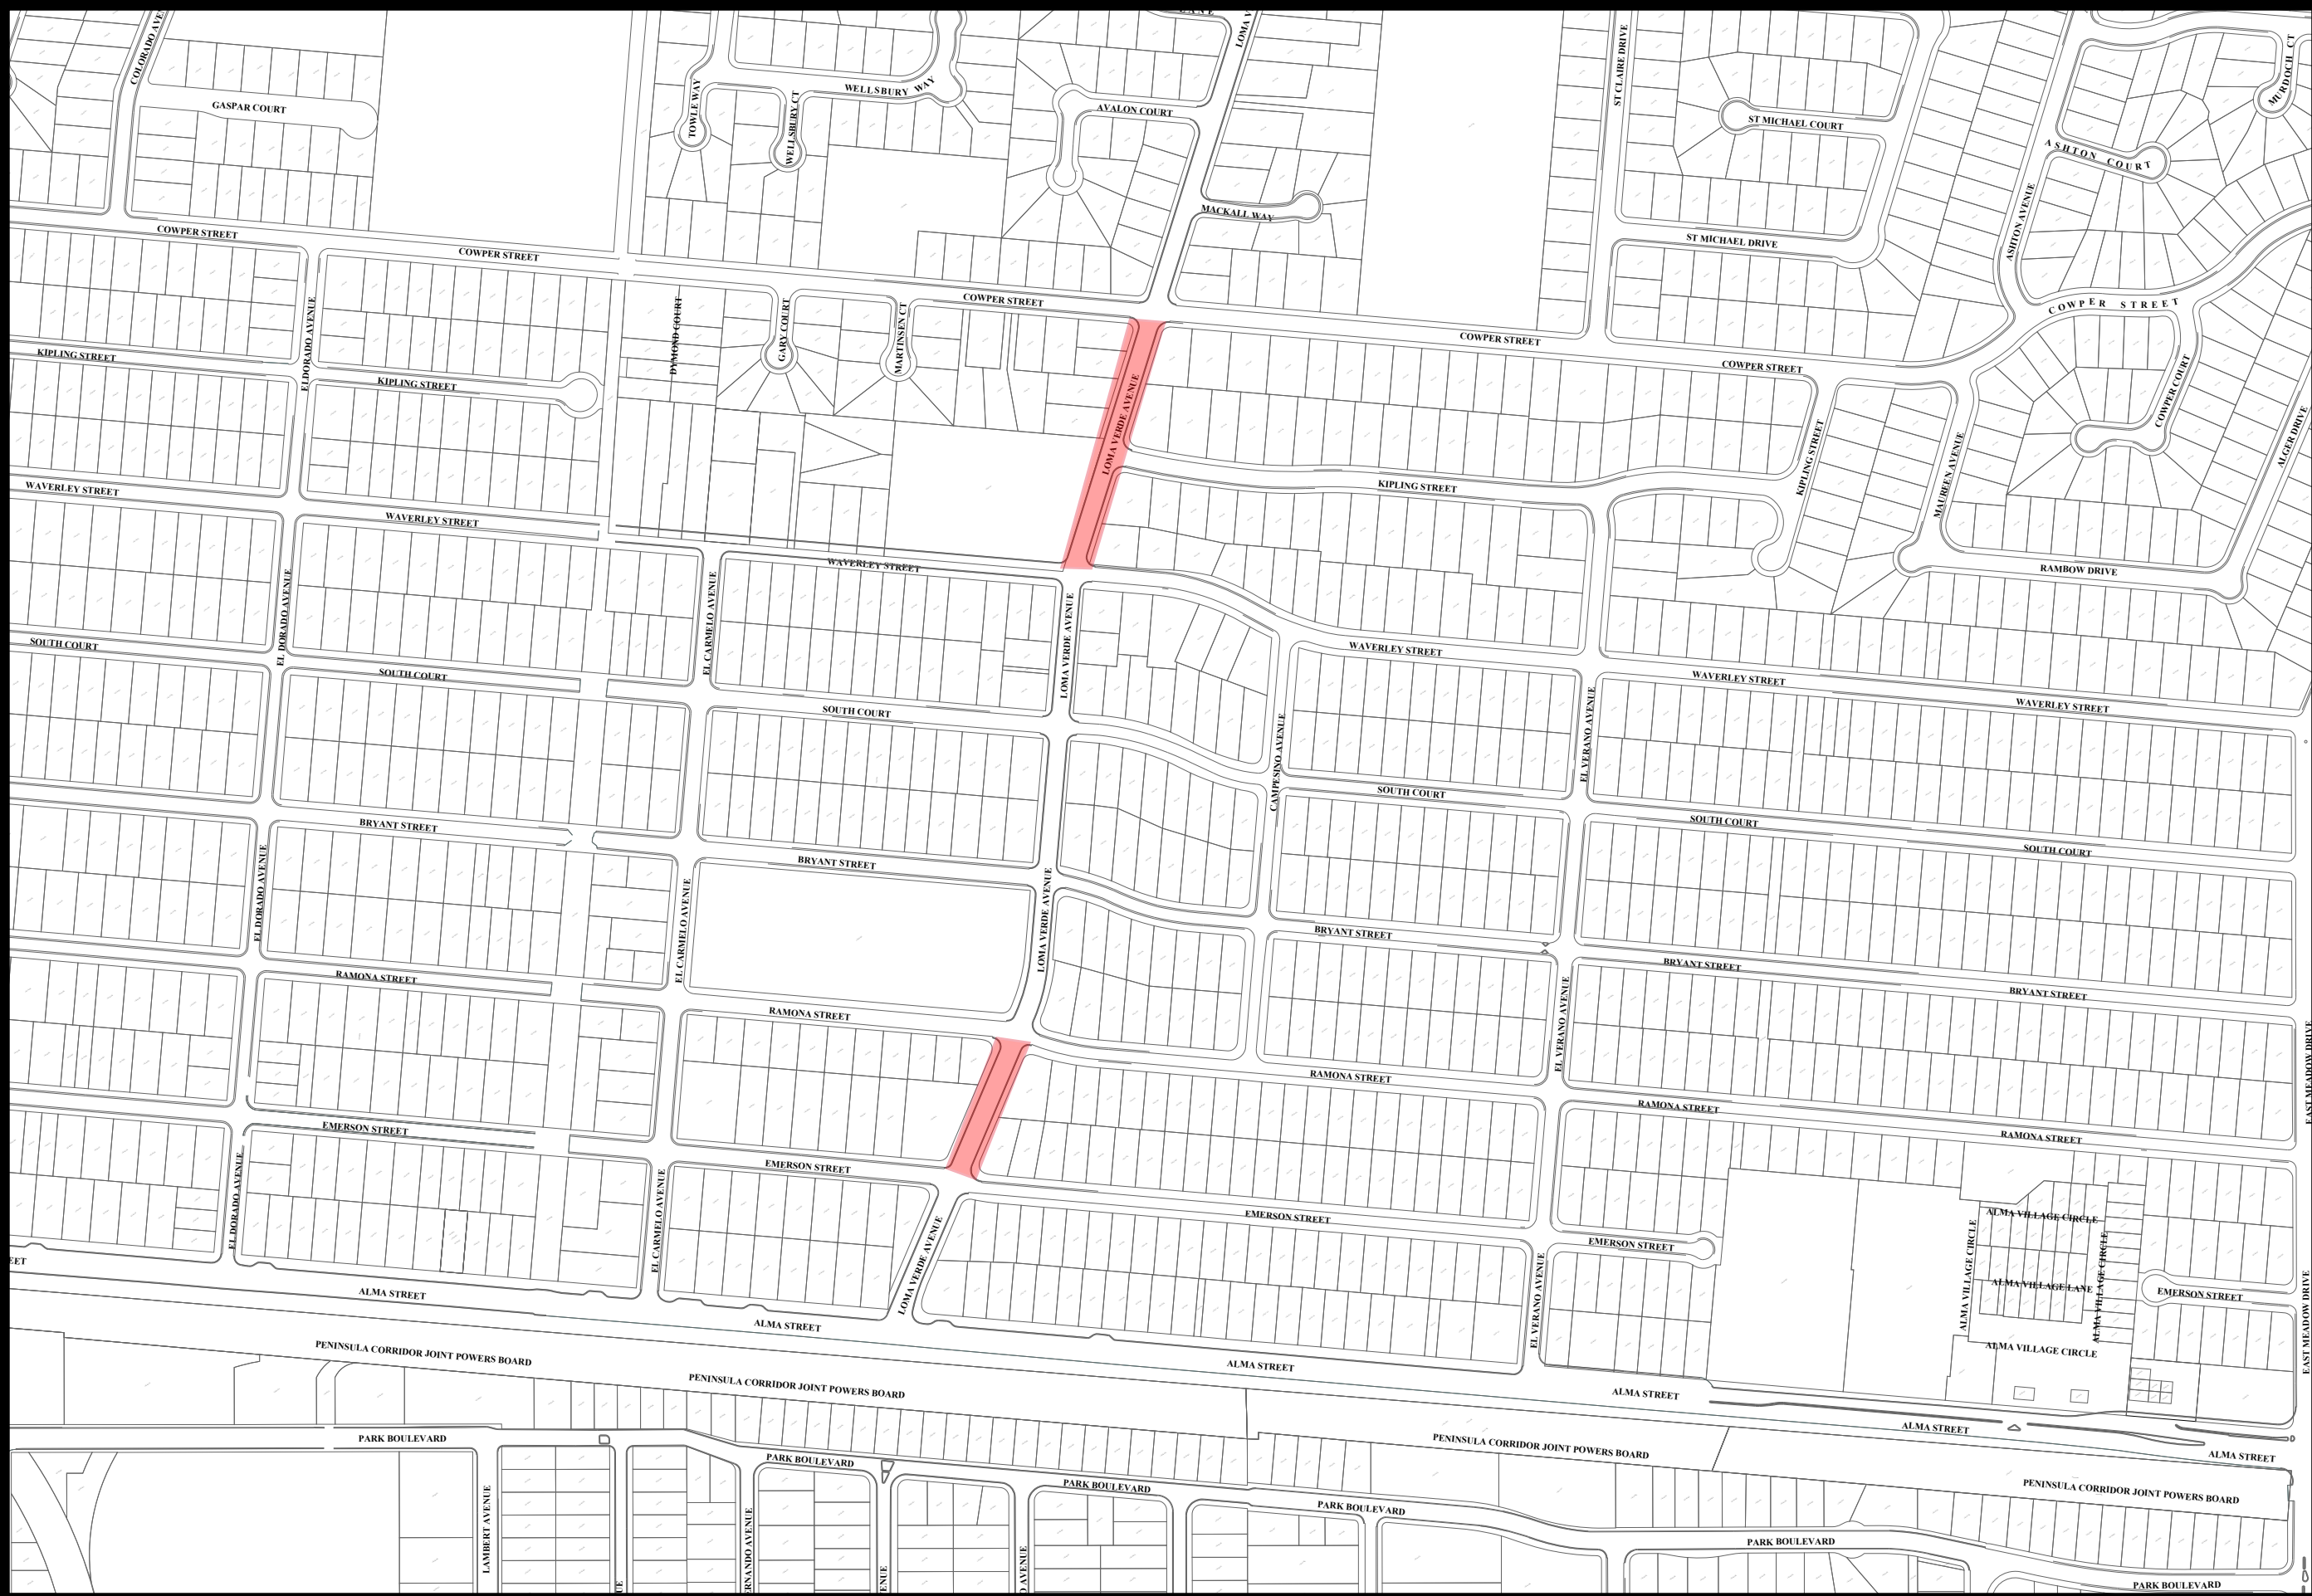 LANE
COLORADO AVEN
LOMA V
ST CLAIRE DRIVE
MURDOCH CT
GASPAR COURT
TOWLE WAY
WELLSBURY WAY
WELLSBURY CT
AVALON COURT
ST MICHAEL COURT
ASHTON COURT
MACKALL WAY
ST MICHAEL DRIVE
ASHTON AVENUE
COWPER STREET
COWPER STREET
COWPER STREET
COWPER STREET
COWPER STREET
COWPER STREET
ELDORADO AVENUE
DYMOND COURT
GARY COURT
MARTINSEN CT
LOMA VERDE AVENUE
KIPLING STREET
KIPLING STREET
KIPLING STREET
KIPLING STREET
MAUREEN AVENUE
COWPER COURT
ALGER DRIVE
WAVERLEY STREET
WAVERLEY STREET
WAVERLEY STREET
RAMBOW DRIVE
EL DORADO AVENUE
EL CARMELO AVENUE
LOMA VERDE AVENUE
WAVERLEY STREET
WAVERLEY STREET
WAVERLEY STREET
SOUTH COURT
SOUTH COURT
SOUTH COURT
CAMPESINO AVENUE
EL VERANO AVENUE
SOUTH COURT
SOUTH COURT
SOUTH COURT
BRYANT STREET
BRYANT STREET
EL DORADO AVENUE
EL CARMELO AVENUE
LOMA VERDE AVENUE
BRYANT STREET
BRYANT STREET
BRYANT STREET
RAMONA STREET
RAMONA STREET
EL VERANO AVENUE
EAST MEADOW DRIVE
RAMONA STREET
RAMONA STREET
RAMONA STREET
EMERSON STREET
EMERSON STREET
EL DORADO AVENUE
EL CARMELO AVENUE
LOMA VERDE AVENUE
EMERSON STREET
EMERSON STREET
EL VERANO AVENUE
ALMA VILLAGE CIRCLE
ALMA VILLAGE CIRCLE
ALMA VILLAGE LANE
ALMA VILLAGE CIRCLE
ALMA VILLAGE CIRCLE
EMERSON STREET
EAST MEADOW DRIVE
EET
ALMA STREET
ALMA STREET
ALMA STREET
ALMA STREET
ALMA STREET
ALMA STREET
PENINSULA CORRIDOR JOINT POWERS BOARD
PENINSULA CORRIDOR JOINT POWERS BOARD
PENINSULA CORRIDOR JOINT POWERS BOARD
PENINSULA CORRIDOR JOINT POWERS BOARD
PARK BOULEVARD
PARK BOULEVARD
PARK BOULEVARD
PARK BOULEVARD
PARK BOULEVARD
PARK BOULEVARD
LAMBERT AVENUE
UE
ERNANDO AVENUE
ENUE
O AVENUE